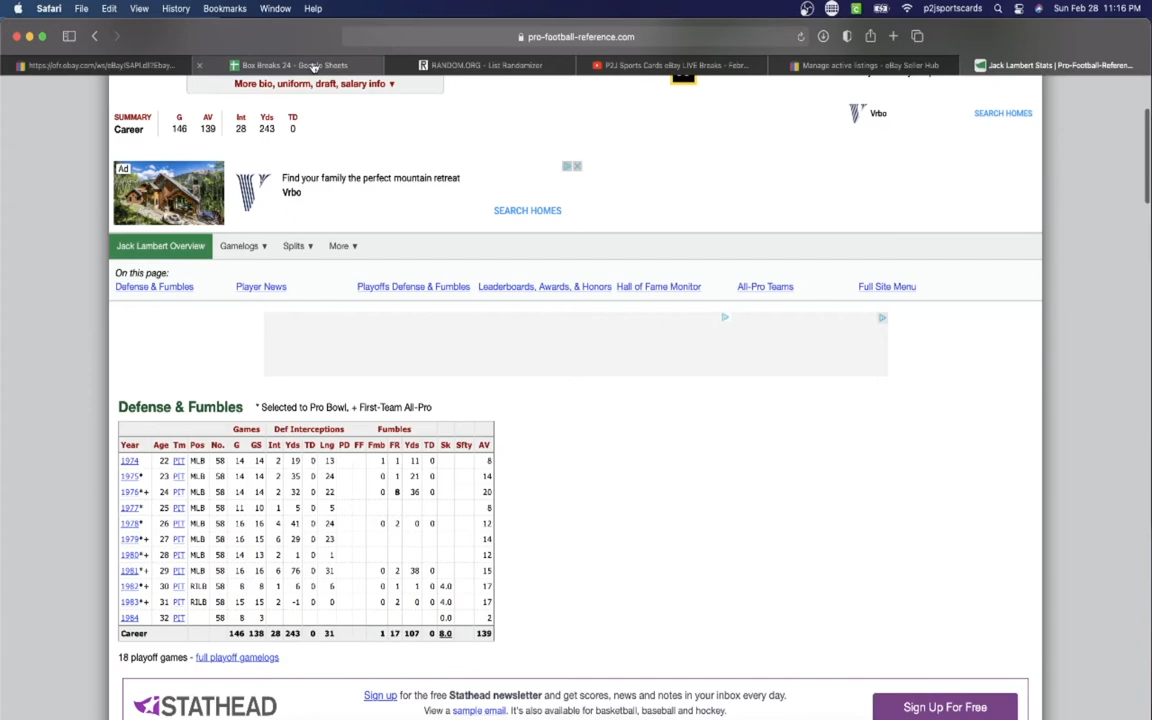 Safari File Edit View History Bookmarks Window Help p2jsportscards Sun Feb 28 11:16 PM
pro-football-reference.com
https://ofr.ebay.com/ws/eBayISAPI.dll?Ebay... Box Breaks 24 - Google Sheets RANDOM.ORG - List Randomizer P2J Sports Cards eBay LIVE Breaks - Febr... Manage active listings - eBay Seller Hub Jack Lambert Stats | Pro-Football-Referen...
More bio, uniform, draft, salary info ▼
SUMMARY G AV Int Yds TD
Career 146 139 28 243 0
Vrbo SEARCH HOMES
Ad
Find your family the perfect mountain retreat
Vrbo
SEARCH HOMES
Jack Lambert Overview Gamelogs ▼ Splits ▼ More ▼
On this page:
Defense & Fumbles Player News Playoffs Defense & Fumbles Leaderboards, Awards, & Honors Hall of Fame Monitor All-Pro Teams Full Site Menu
Defense & Fumbles * Selected to Pro Bowl, + First-Team All-Pro
Games Def Interceptions Fumbles
Year Age Tm Pos No. G GS Int Yds TD Lng PD FF Fmb FR Yds TD Sk Sfty AV
1974 22 PIT MLB 58 14 14 2 19 0 13 1 1 11 0 8
1975* 23 PIT MLB 58 14 14 2 35 0 24 0 1 21 0 14
1976*+ 24 PIT MLB 58 14 14 2 32 0 22 0 8 36 0 20
1977* 25 PIT MLB 58 11 10 1 5 0 5 8
1978* 26 PIT MLB 58 16 16 4 41 0 24 0 2 0 0 12
1979*+ 27 PIT MLB 58 16 15 6 29 0 23 14
1980*+ 28 PIT MLB 58 14 13 2 1 0 1 12
1981*+ 29 PIT MLB 58 16 16 6 76 0 31 0 2 38 0 15
1982*+ 30 PIT RILB 58 8 8 1 6 0 6 0 1 1 0 4.0 17
1983*+ 31 PIT RILB 58 15 15 2 -1 0 0 0 2 0 0 4.0 17
1984 32 PIT 58 8 3 0.0 2
Career 146 138 28 243 0 31 1 17 107 0 8.0 139
18 playoff games - full playoff gamelogs
STATHEAD
Sign up for the free Stathead newsletter and get scores, news and notes in your inbox every day.
View a sample email. It's also available for basketball, baseball and hockey.
Sign Up For Free